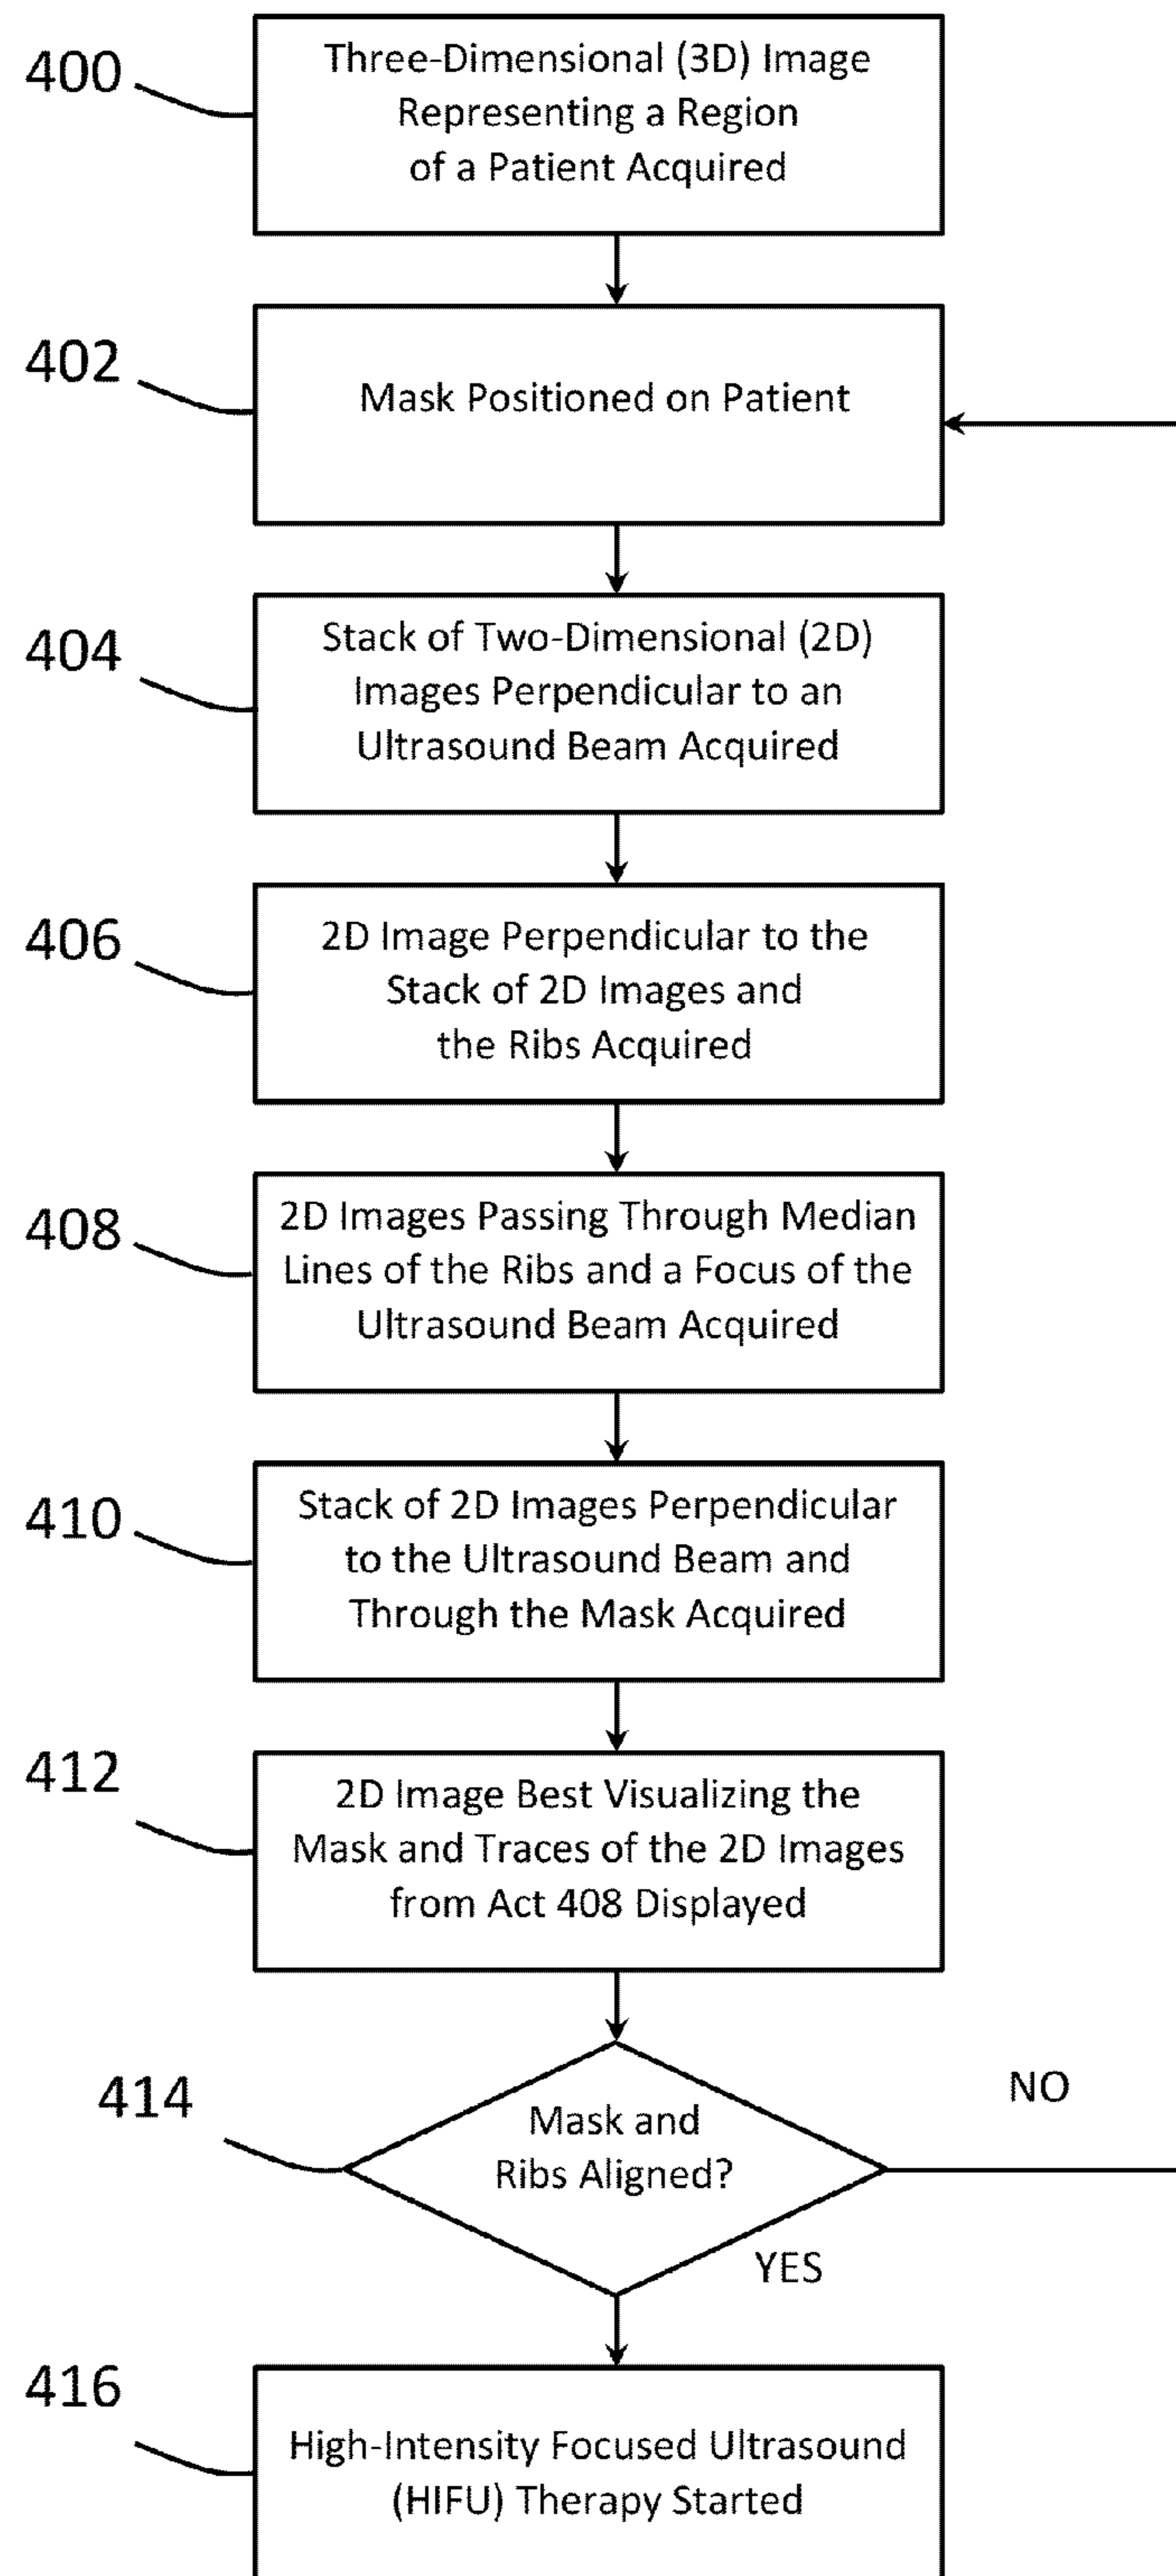 400
Three-Dimensional (3D) Image
Representing a Region
of a Patient Acquired
402
Mask Positioned on Patient
404
Stack of Two-Dimensional (2D)
Images Perpendicular to an
Ultrasound Beam Acquired
406
2D Image Perpendicular to the
Stack of 2D Images and
the Ribs Acquired
408
2D Images Passing Through Median
Lines of the Ribs and a Focus of the
Ultrasound Beam Acquired
410
Stack of 2D Images Perpendicular
to the Ultrasound Beam and
Through the Mask Acquired
412
2D Image Best Visualizing the
Mask and Traces of the 2D Images
from Act 408 Displayed
414
Mask and
Ribs Aligned?
NO
YES
416
High-Intensity Focused Ultrasound
(HIFU) Therapy Started